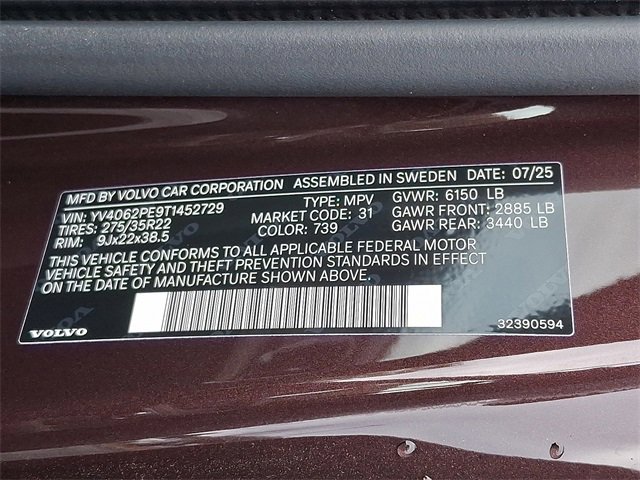 MFD BY VOLVO CAR CORPORATION ASSEMBLED IN SWEDEN DATE: 07/25
VIN: YV4062PE9T1452729 TYPE: MPV GVWR: 6150 LB
TIRES: 275/35R22 MARKET CODE: 31 GAWR FRONT: 2885 LB
RIM: 9Jx22x38.5 COLOR: 739 GAWR REAR: 3440 LB
THIS VEHICLE CONFORMS TO ALL APPLICABLE FEDERAL MOTOR
VEHICLE SAFETY AND THEFT PREVENTION STANDARDS IN EFFECT
ON THE DATE OF MANUFACTURE SHOWN ABOVE.
VOLVO 32390594